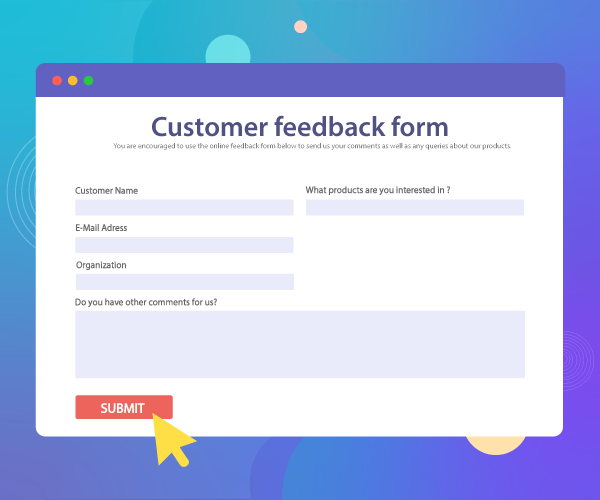 Customer feedback form
You are encouraged to use the online feedback form below to send us your comments as well as any queries about our products.
Customer Name
What products are you interested in ?
E-Mail Adress
Organization
Do you have other comments for us?
SUBMIT